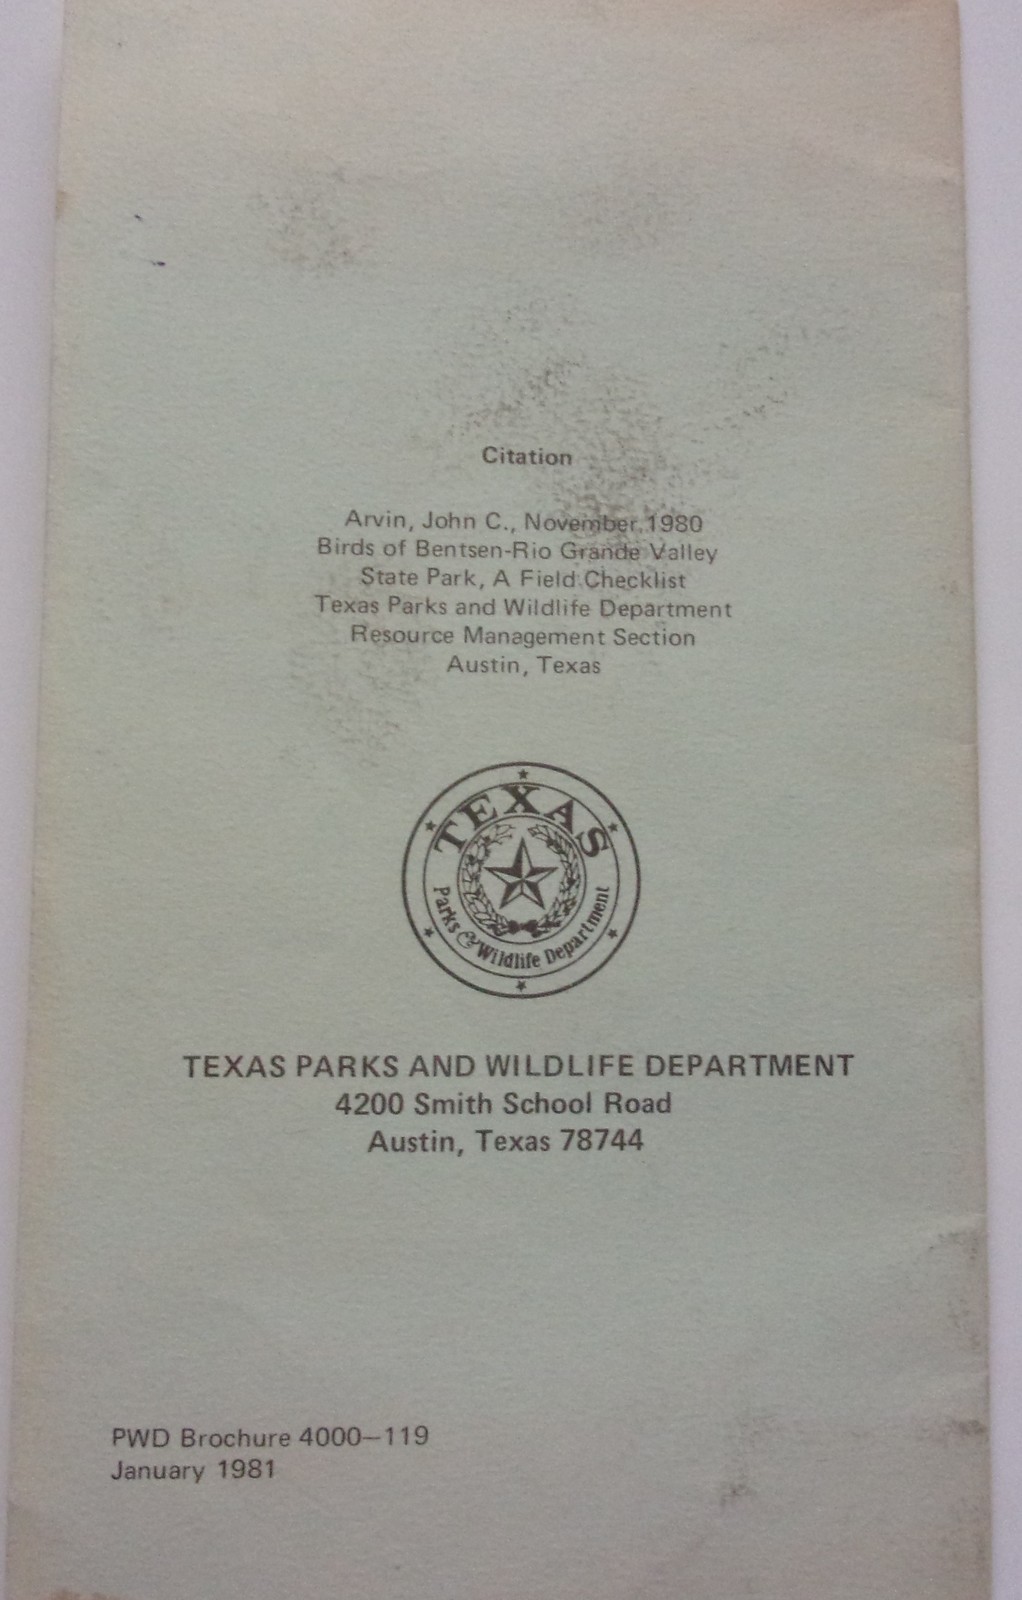 Citation
Arvin, John C., November 1980
Birds of Bentsen-Rio Grande Valley
State Park, A Field Checklist
Texas Parks and Wildlife Department
Resource Management Section
Austin, Texas
TEXAS
Parks & Wildlife Department
TEXAS PARKS AND WILDLIFE DEPARTMENT
4200 Smith School Road
Austin, Texas 78744
PWD Brochure 4000–119
January 1981